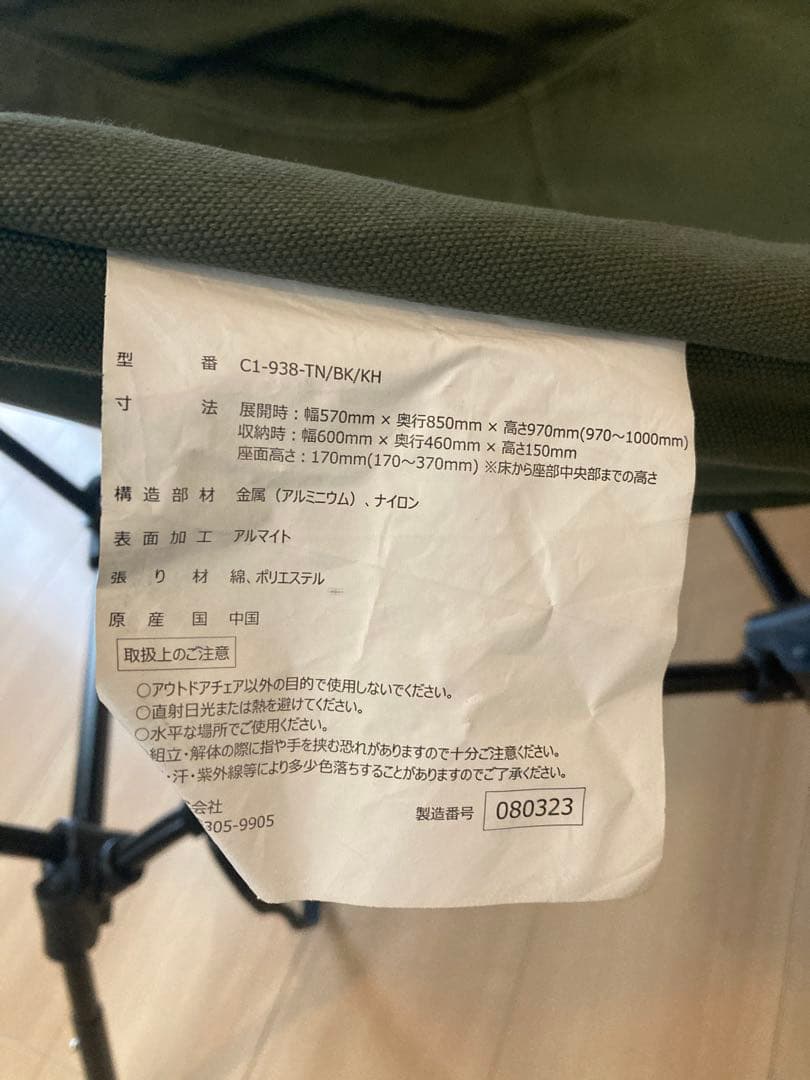 型番 C1-938-TN/BK/KH
寸法 展開時：幅570mm × 奥行850mm × 高さ970mm(970～1000mm)
収納時：幅600mm × 奥行460mm × 高さ150mm
座面高さ：170mm(170～370mm) ※床から座部中央部までの高さ
構造部材 金属（アルミニウム）、ナイロン
表面加工 アルマイト
張り材 綿、ポリエステル
原産国 中国
取扱上のご注意
○アウトドアチェア以外の目的で使用しないでください。
○直射日光または熱を避けてください。
○水平な場所でご使用ください。
組立・解体の際に指や手を挟む恐れがありますので十分ご注意ください。
・汗・紫外線等により多少色落ちすることがありますのでご了承ください。
会社
305-9905
製造番号 080323